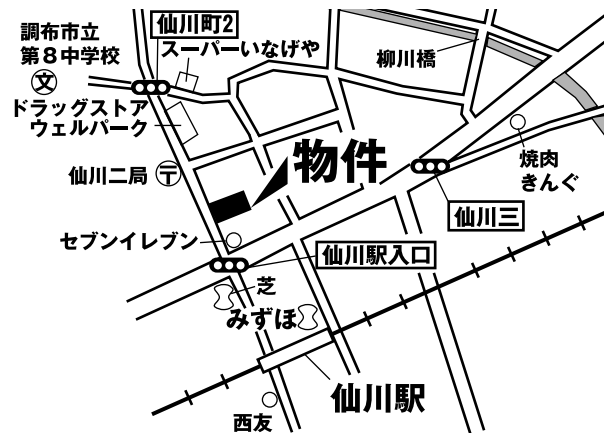 仙川町2
調布市立
第8中学校
スーパーいなげや
柳川橋
文
ドラッグストア
ウェルパーク
仙川二局
〒
物件
焼肉
きんぐ
仙川三
セブンイレブン
仙川駅入口
芝
みずほ
仙川駅
西友